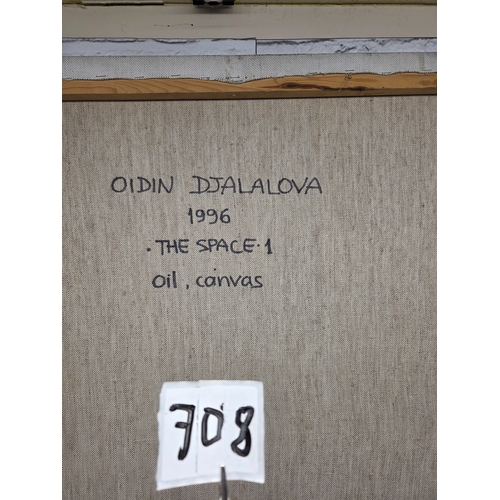 OIDIN DJALALOVA
1996
. THE SPACE . 1
oil, canvas
708